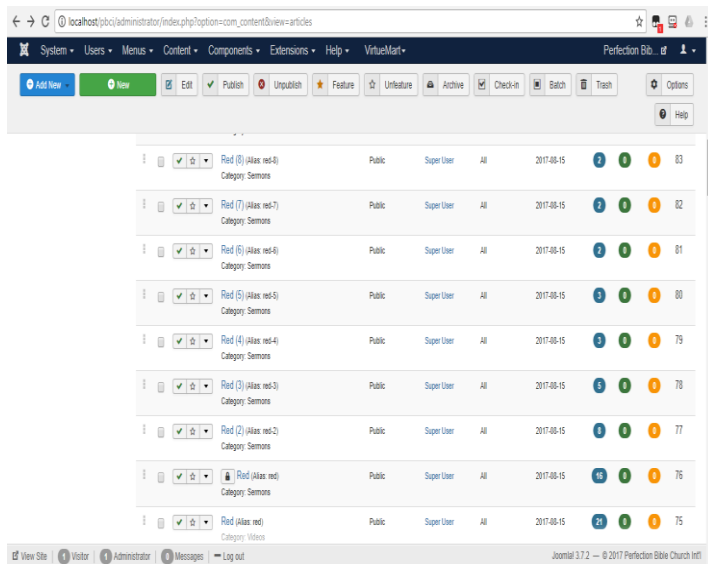 localhost/pbci/administrator/index.php?option=com_content&view=articles
System Users Menus Content Components Extensions Help VirtueMart Perfection Bib...
Add New New Edit Publish Unpublish Feature Unfeature Archive Check-in Batch Trash Options
Help
Red (8) (Alias: red-8) Public Super User All 2017-08-15 2 0 0 83
Category: Sermons
Red (7) (Alias: red-7) Public Super User All 2017-08-15 2 0 0 82
Category: Sermons
Red (6) (Alias: red-6) Public Super User All 2017-08-15 2 0 0 81
Category: Sermons
Red (5) (Alias: red-5) Public Super User All 2017-08-15 3 0 0 80
Category: Sermons
Red (4) (Alias: red-4) Public Super User All 2017-08-15 3 0 0 79
Category: Sermons
Red (3) (Alias: red-3) Public Super User All 2017-08-15 5 0 0 78
Category: Sermons
Red (2) (Alias: red-2) Public Super User All 2017-08-15 8 0 0 77
Category: Sermons
Red (Alias: red) Public Super User All 2017-08-15 16 0 0 76
Category: Sermons
Red (Alias: red) Public Super User All 2017-08-15 21 0 0 75
Category: Videos
View Site 1 Visitor 1 Administrator 0 Messages Log out Joomla! 3.7.2 — © 2017 Perfection Bible Church Int'l